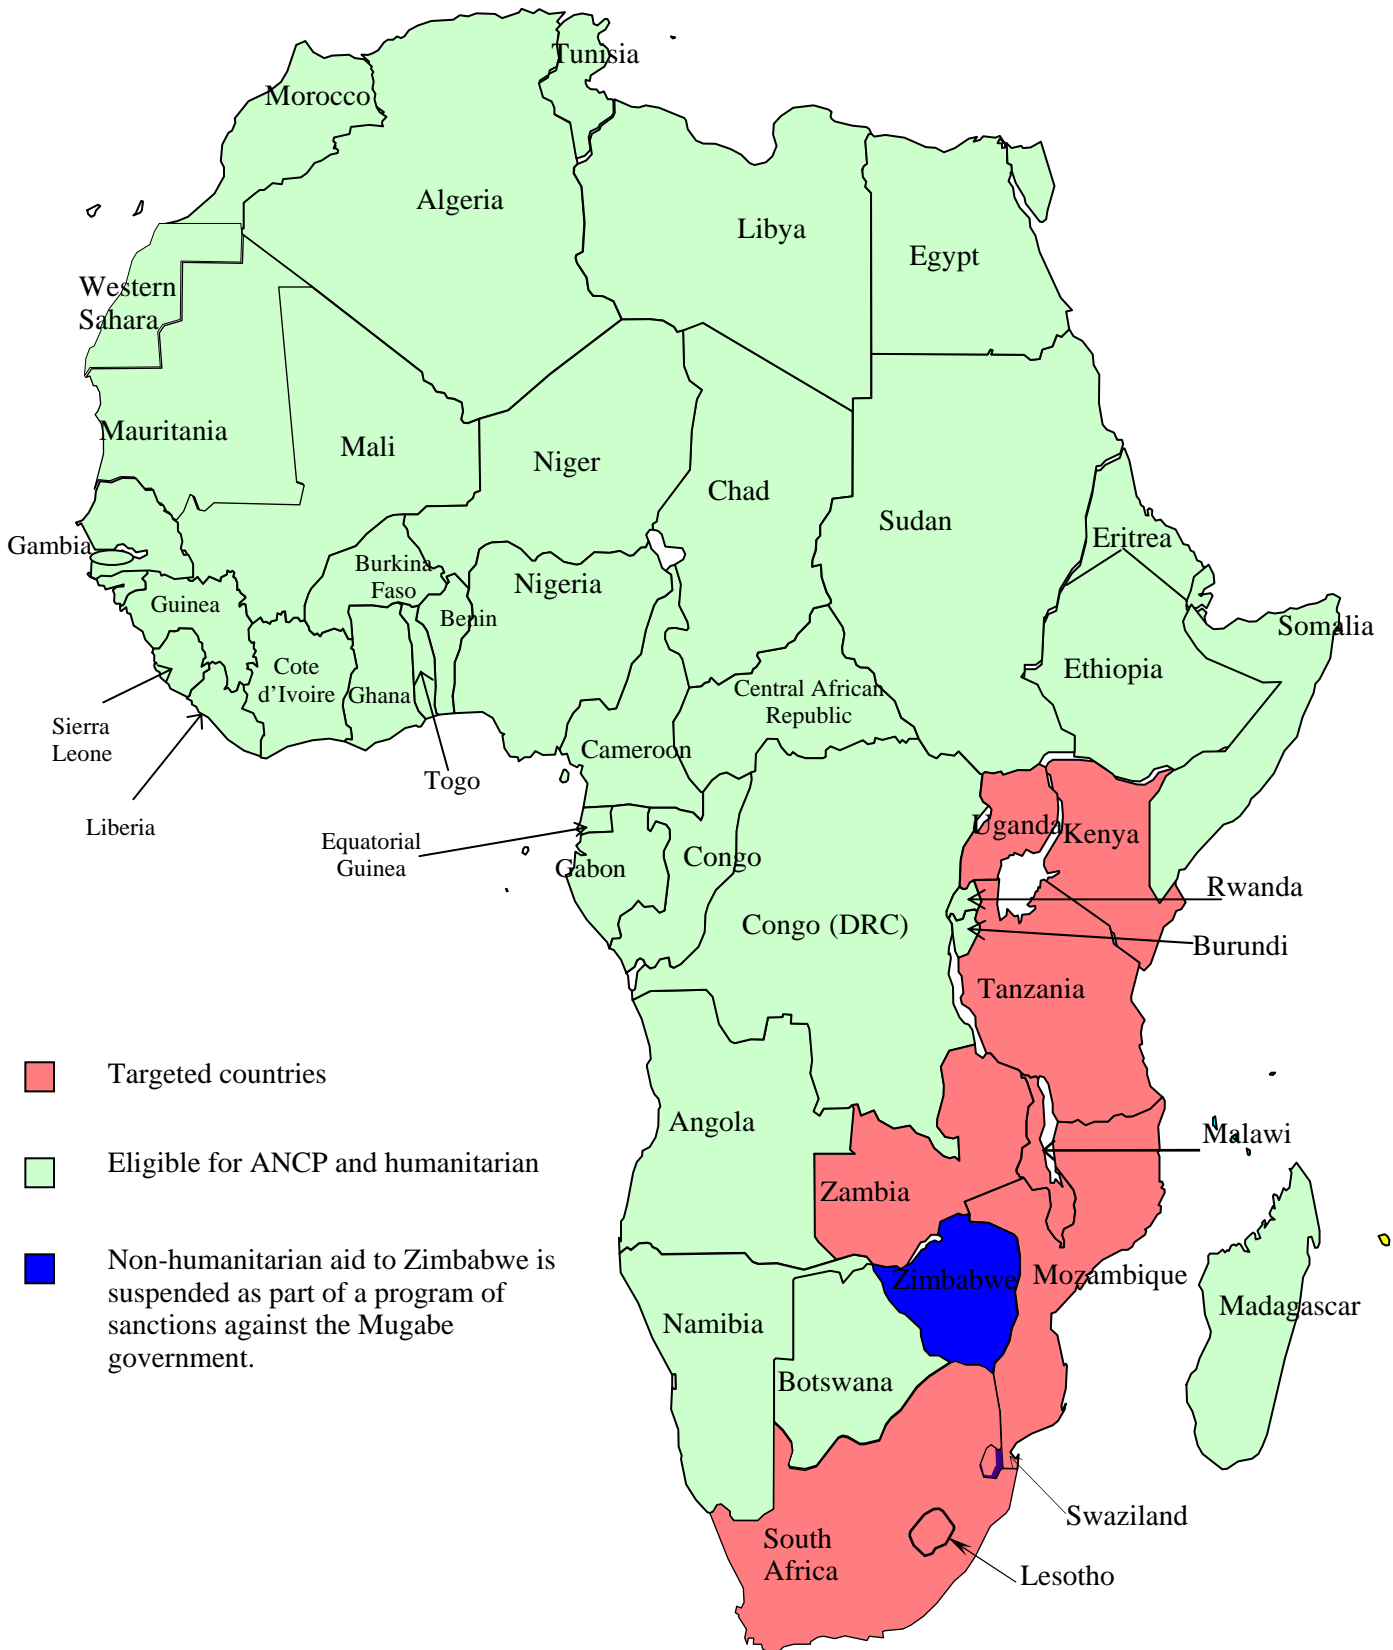 Tunisia
Morocco
Algeria
Libya
Egypt
Western
Sahara
Mauritania
Mali
Niger
Chad
Sudan
Eritrea
Gambia
Burkina
Faso
Nigeria
Guinea
Benin
Somalia
Cote
d’Ivoire
Ghana
Ethiopia
Central African
Republic
Sierra
Leone
Cameroon
Togo
Liberia
Equatorial
Guinea
Gabon
Congo
Uganda
Kenya
Rwanda
Congo (DRC)
Burundi
Tanzania
Targeted countries
Angola
Malawi
Eligible for ANCP and humanitarian
Zambia
Non-humanitarian aid to Zimbabwe is
suspended as part of a program of
sanctions against the Mugabe
government.
Zimbabwe
Mozambique
Madagascar
Namibia
Botswana
Swaziland
South
Africa
Lesotho